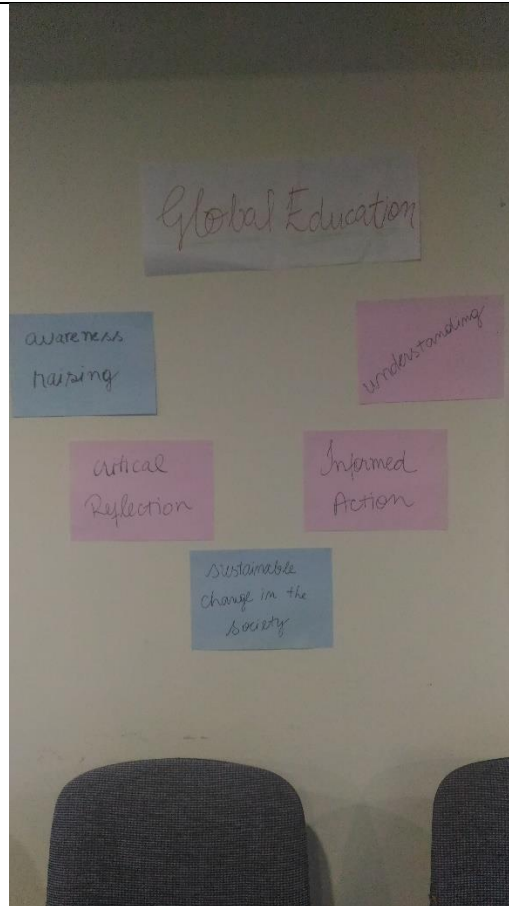 Global Education
awareness
raising
understanding
critical
Reflection
Informed
Action
sustainable
change in the
society